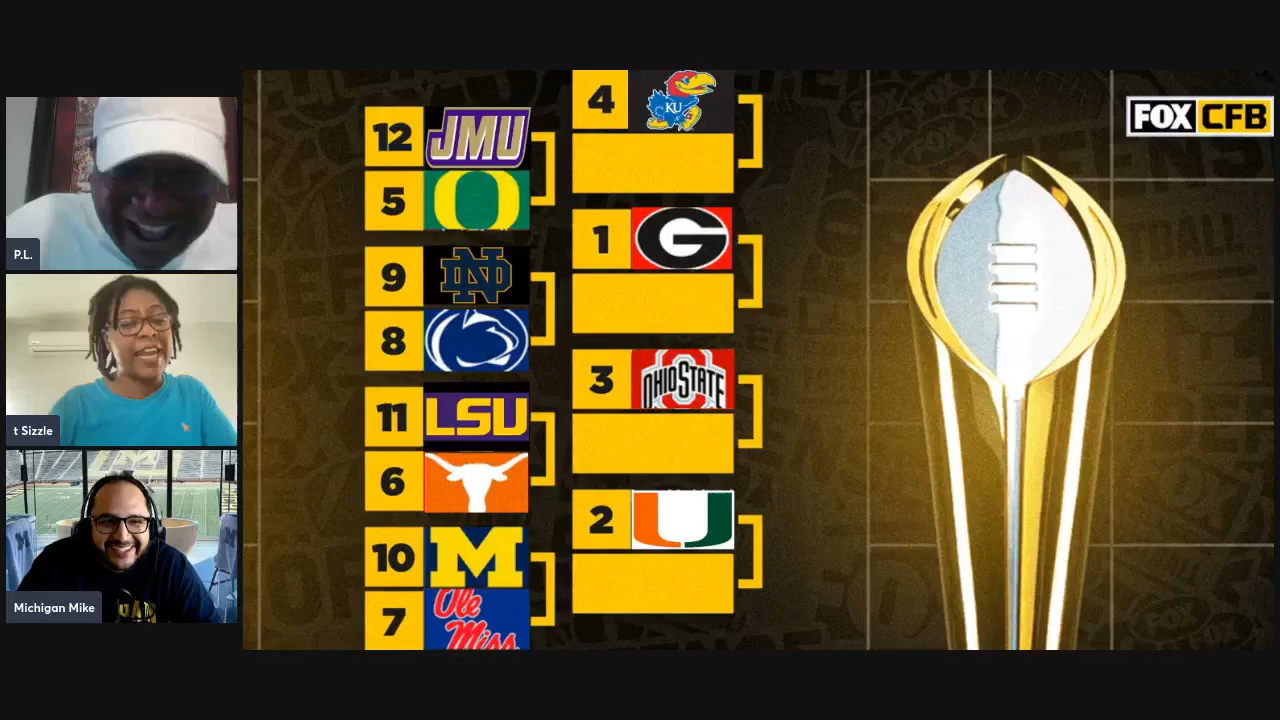 P.L.
t Sizzle
Michigan Mike
12 JMU
5 O
9 ND
8
11 LSU
6
10 M
7 Ole Miss
4 KU
1 G
3 OHIO STATE
2 U
FOX CFB